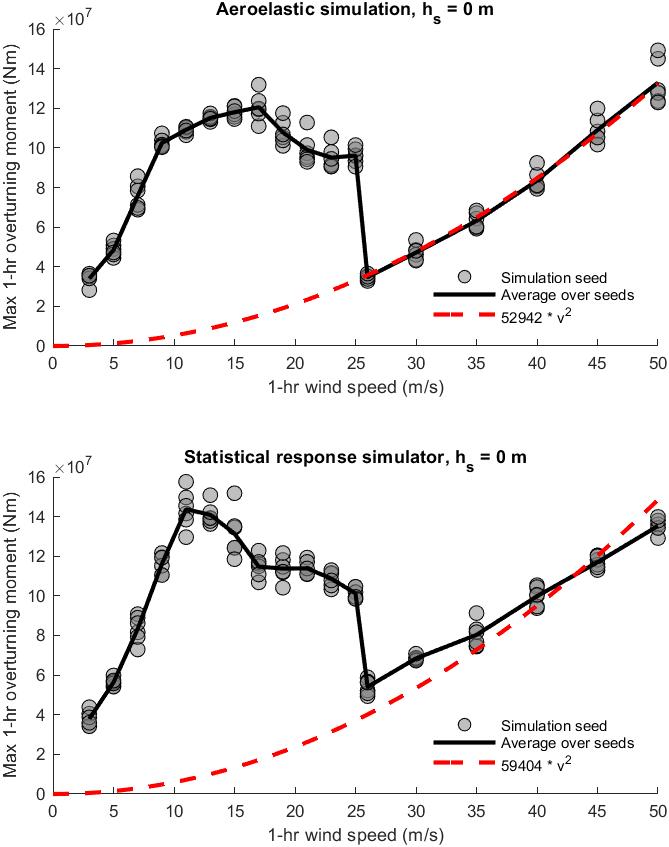 Aeroelastic simulation, hs = 0 m
×10^7
Max 1-hr overturning moment (Nm)
16
14
12
10
8
6
4
2
0
Simulation seed
Average over seeds
52942 * v^2
0 5 10 15 20 25 30 35 40 45 50
1-hr wind speed (m/s)
Statistical response simulator, hs = 0 m
×10^7
Max 1-hr overturning moment (Nm)
16
14
12
10
8
6
4
2
0
Simulation seed
Average over seeds
59404 * v^2
0 5 10 15 20 25 30 35 40 45 50
1-hr wind speed (m/s)